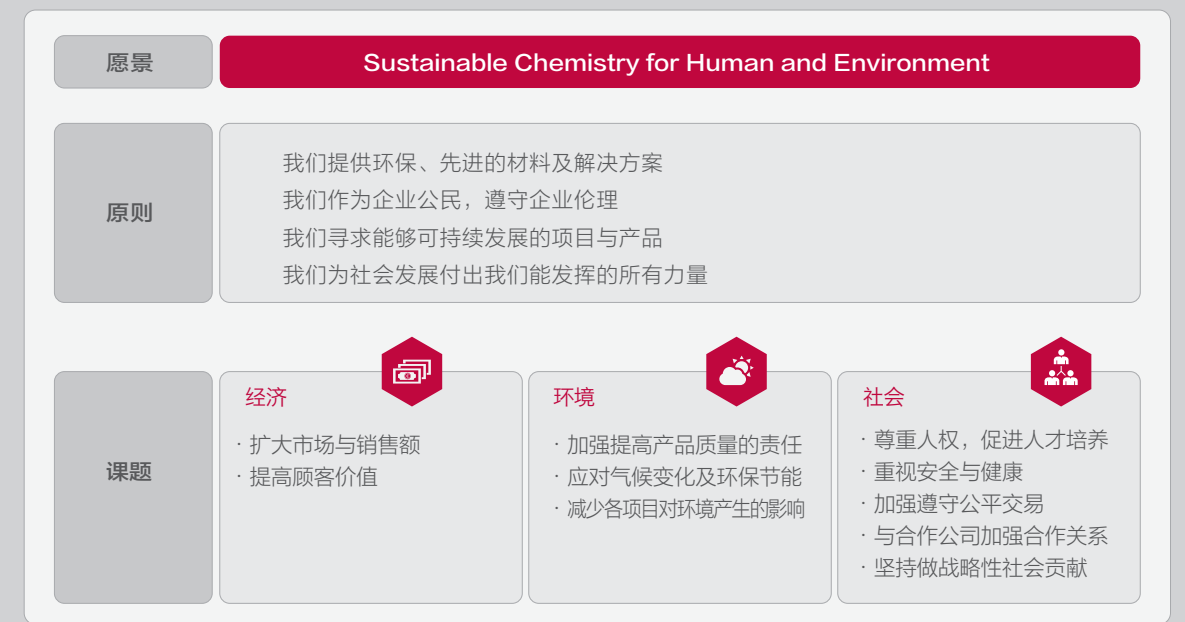 愿景
Sustainable Chemistry for Human and Environment
原则
我们提供环保、先进的材料及解决方案
我们作为企业公民，遵守企业伦理
我们寻求能够可持续发展的项目与产品
我们为社会发展付出我们能发挥的所有力量
课题
经济
· 扩大市场与销售额
· 提高顾客价值
环境
· 加强提高产品质量的责任
· 应对气候变化及环保节能
· 减少各项目对环境产生的影响
社会
· 尊重人权，促进人才培养
· 重视安全与健康
· 加强遵守公平交易
· 与合作公司加强合作关系
· 坚持做战略性社会贡献